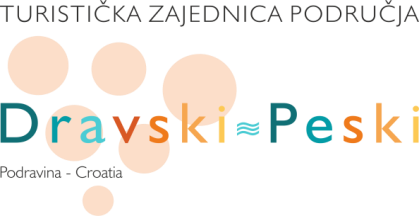 TURISTIČKA ZAJEDNICA PODRUČJA
Dravski Peski
Podravina - Croatia